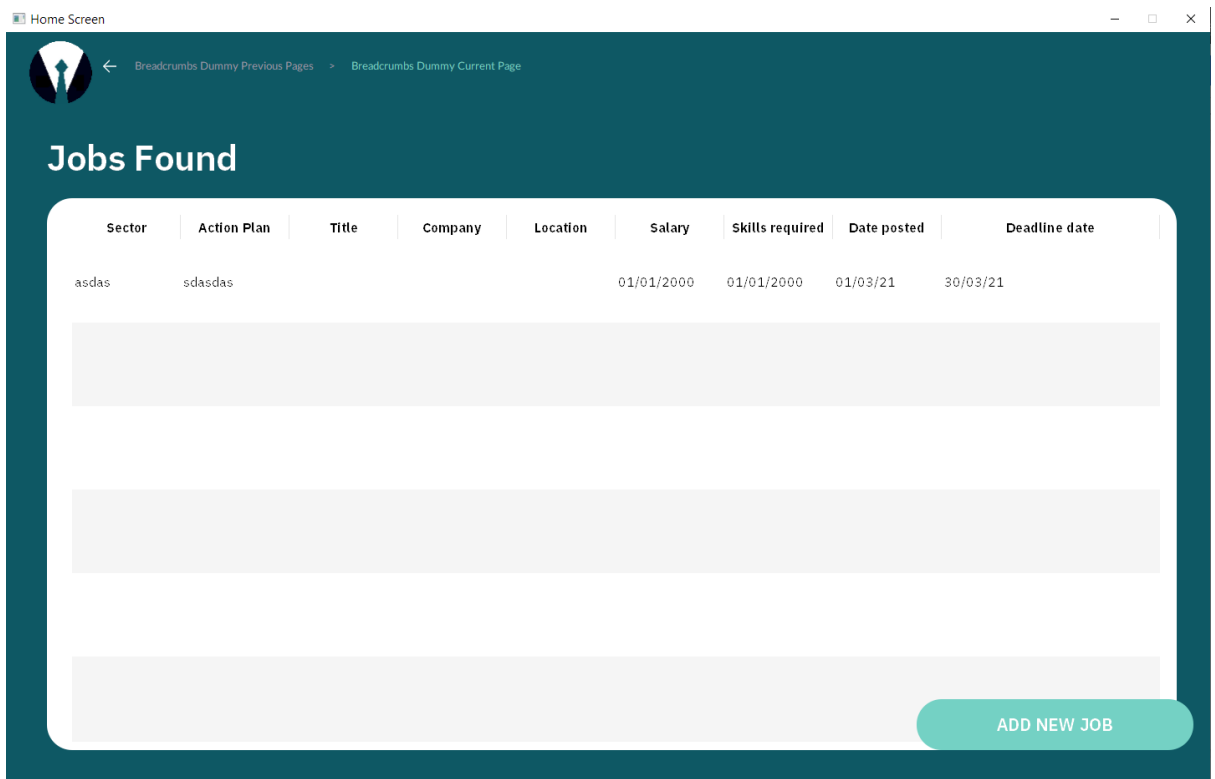 Home Screen
Breadcrumbs Dummy Previous Pages > Breadcrumbs Dummy Current Page
Jobs Found
Sector Action Plan Title Company Location Salary Skills required Date posted Deadline date
asdas sdasdas 01/01/2000 01/01/2000 01/03/21 30/03/21
ADD NEW JOB